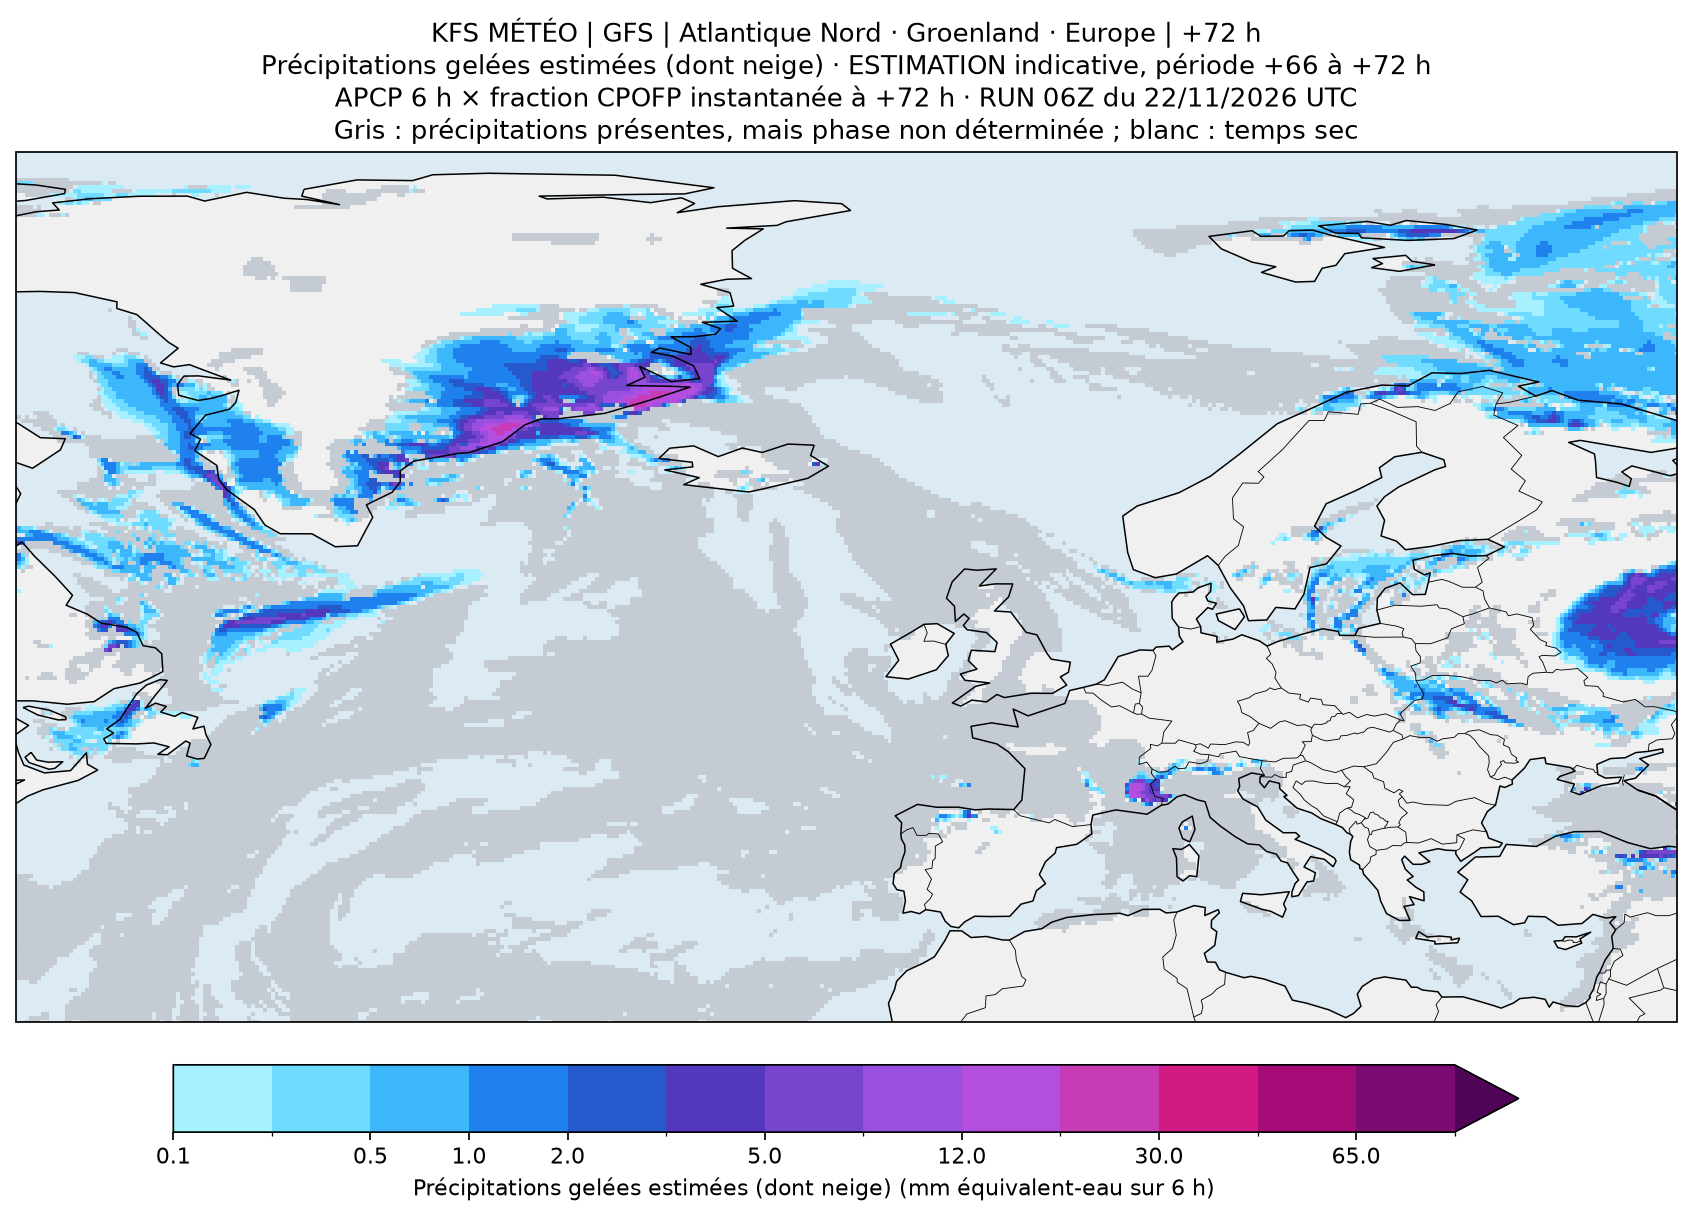 KFS MÉTÉO | GFS | Atlantique Nord · Groenland · Europe | +72 h
Précipitations gelées estimées (dont neige) · ESTIMATION indicative, période +66 à +72 h
APCP 6 h × fraction CPOFP instantanée à +72 h · RUN 06Z du 22/11/2026 UTC
Gris : précipitations présentes, mais phase non déterminée ; blanc : temps sec
0.1 0.5 1.0 2.0 5.0 12.0 30.0 65.0
Précipitations gelées estimées (dont neige) (mm équivalent-eau sur 6 h)